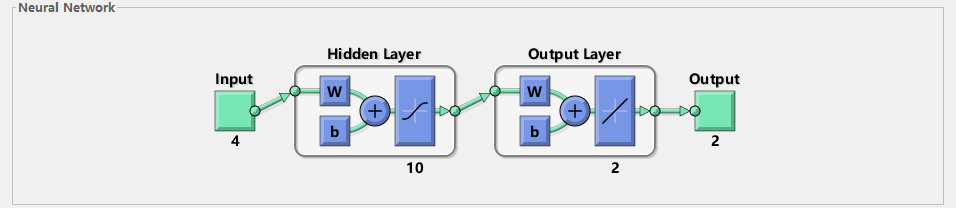 Neural Network
Hidden Layer
Output Layer
Input
Output
W
W
+
+
b
b
4
10
2
2